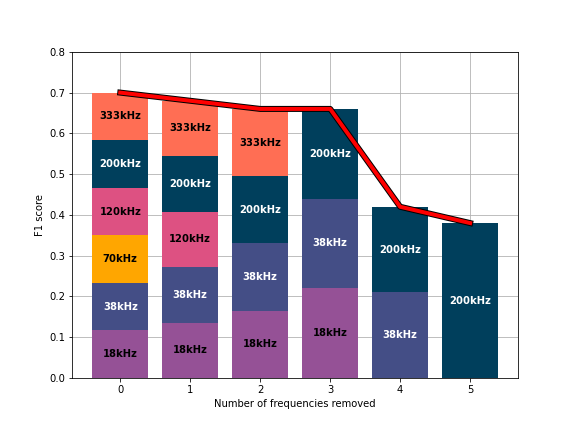 0.8
0.7
0.6
0.5
0.4
0.3
0.2
0.1
0.0
F1 score
333kHz
200kHz
120kHz
70kHz
38kHz
18kHz
333kHz
200kHz
120kHz
38kHz
18kHz
333kHz
200kHz
38kHz
18kHz
200kHz
38kHz
18kHz
200kHz
38kHz
200kHz
0 1 2 3 4 5
Number of frequencies removed